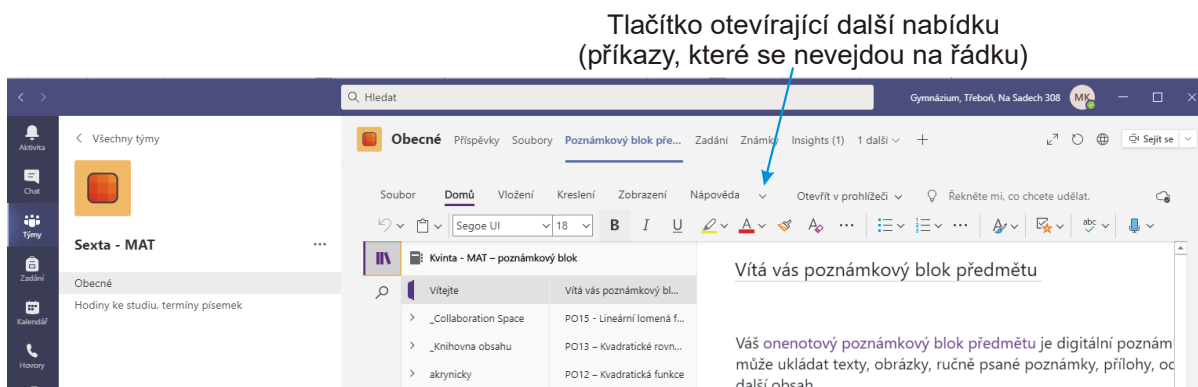 Tlačítko otevírající další nabídku
(příkazy, které se nevejdou na řádku)
Hledat
Gymnázium, Třeboň, Na Sadech 308 MK
Aktivita
Chat
Týmy
Zadání
Kalendář
Hovory
Všechny týmy
Sexta - MAT
Obecné
Hodiny ke studiu, termíny písemek
Obecné Příspěvky Soubory Poznámkový blok pře... Zadání Známky Insights (1) 1 další
Sejít se
Soubor Domů Vložení Kreslení Zobrazení Nápověda Otevřít v prohlížeči Řekněte mi, co chcete udělat.
Segoe UI 18 B I U A A abc
Kvinta - MAT – poznámkový blok
Vítejte Vítá vás poznámkový bl...
_Collaboration Space PO15 - Lineární lomená f...
_Knihovna obsahu PO13 – Kvadratické rovn...
akrynicky PO12 – Kvadratická funkce
Vítá vás poznámkový blok předmětu
Váš onenotový poznámkový blok předmětu je digitální poznám
může ukládat texty, obrázky, ručně psané poznámky, přílohy, oc
další obsah